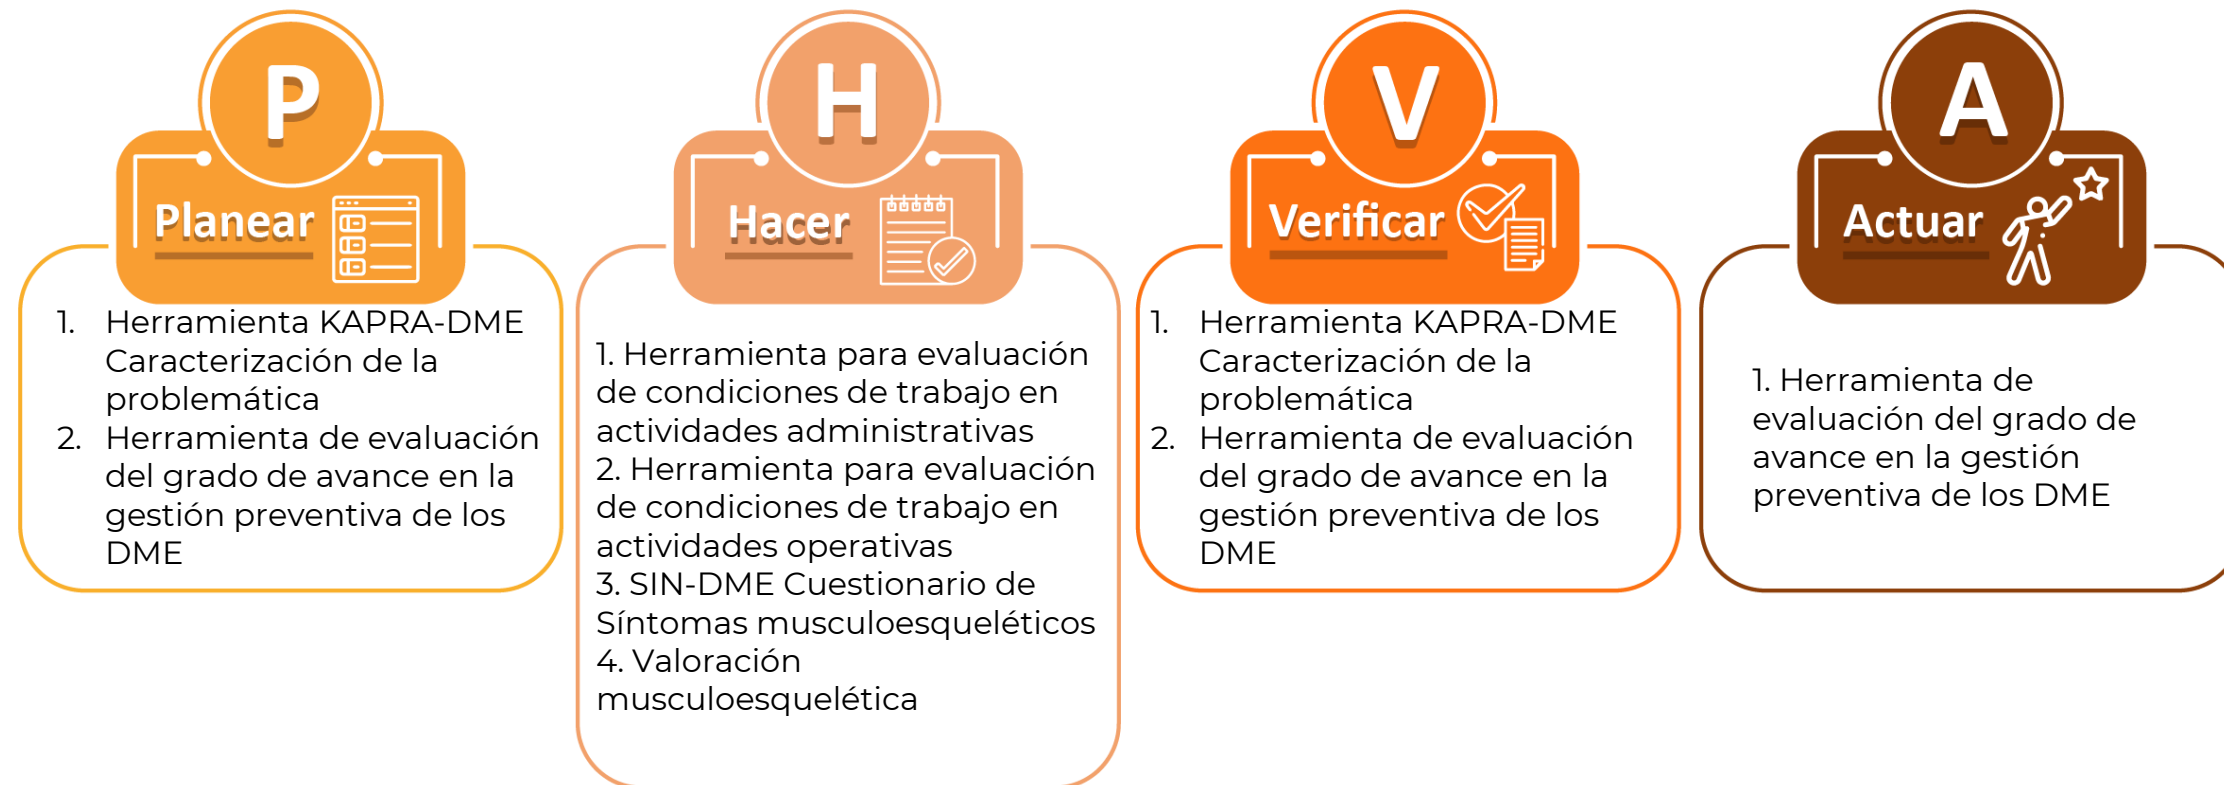 P
Planear
1. Herramienta KAPRA-DME
Caracterización de la
problemática
2. Herramienta de evaluación
del grado de avance en la
gestión preventiva de los
DME
H
Hacer
1. Herramienta para evaluación
de condiciones de trabajo en
actividades administrativas
2. Herramienta para evaluación
de condiciones de trabajo en
actividades operativas
3. SIN-DME Cuestionario de
Síntomas musculoesqueléticos
4. Valoración
musculoesquelética
V
Verificar
1. Herramienta KAPRA-DME
Caracterización de la
problemática
2. Herramienta de evaluación
del grado de avance en la
gestión preventiva de los
DME
A
Actuar
1. Herramienta de
evaluación del grado de
avance en la gestión
preventiva de los DME